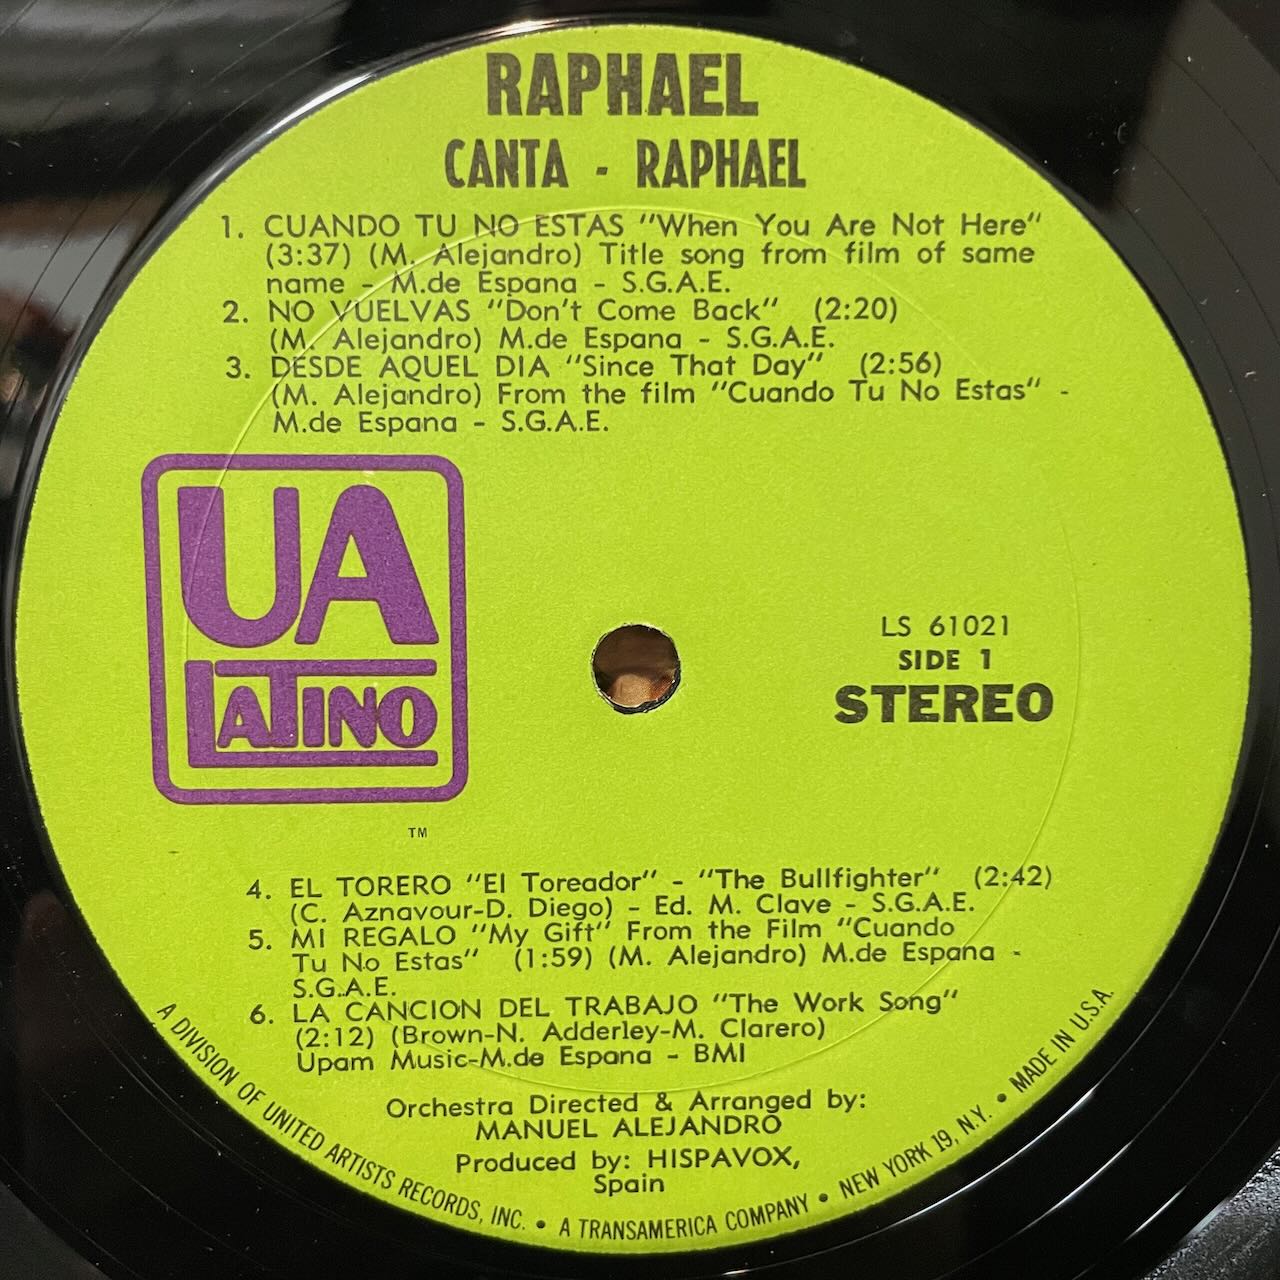 RAPHAEL
CANTA - RAPHAEL
1. CUANDO TU NO ESTAS "When You Are Not Here"
(3:37) (M. Alejandro) Title song from film of same
name - M.de Espana - S.G.A.E.
2. NO VUELVAS "Don't Come Back" (2:20)
(M. Alejandro) M.de Espana - S.G.A.E.
3. DESDE AQUEL DIA "Since That Day" (2:56)
(M. Alejandro) From the film "Cuando Tu No Estas" -
M.de Espana - S.G.A.E.
UA
LATINO
TM
LS 61021
SIDE 1
STEREO
4. EL TORERO "El Toreador" - "The Bullfighter" (2:42)
(C. Aznavour-D. Diego) - Ed. M. Clave - S.G.A.E.
5. MI REGALO "My Gift" From the Film "Cuando
Tu No Estas" (1:59) (M. Alejandro) M.de Espana -
S.G.A.E.
6. LA CANCION DEL TRABAJO "The Work Song"
(2:12) (Brown-N. Adderley-M. Clarero)
Upam Music-M.de Espana - BMI
Orchestra Directed & Arranged by:
MANUEL ALEJANDRO
Produced by: HISPAVOX,
Spain
A DIVISION OF UNITED ARTISTS RECORDS, INC. • A TRANSAMERICA COMPANY • NEW YORK 19, N.Y. • MADE IN U.S.A.